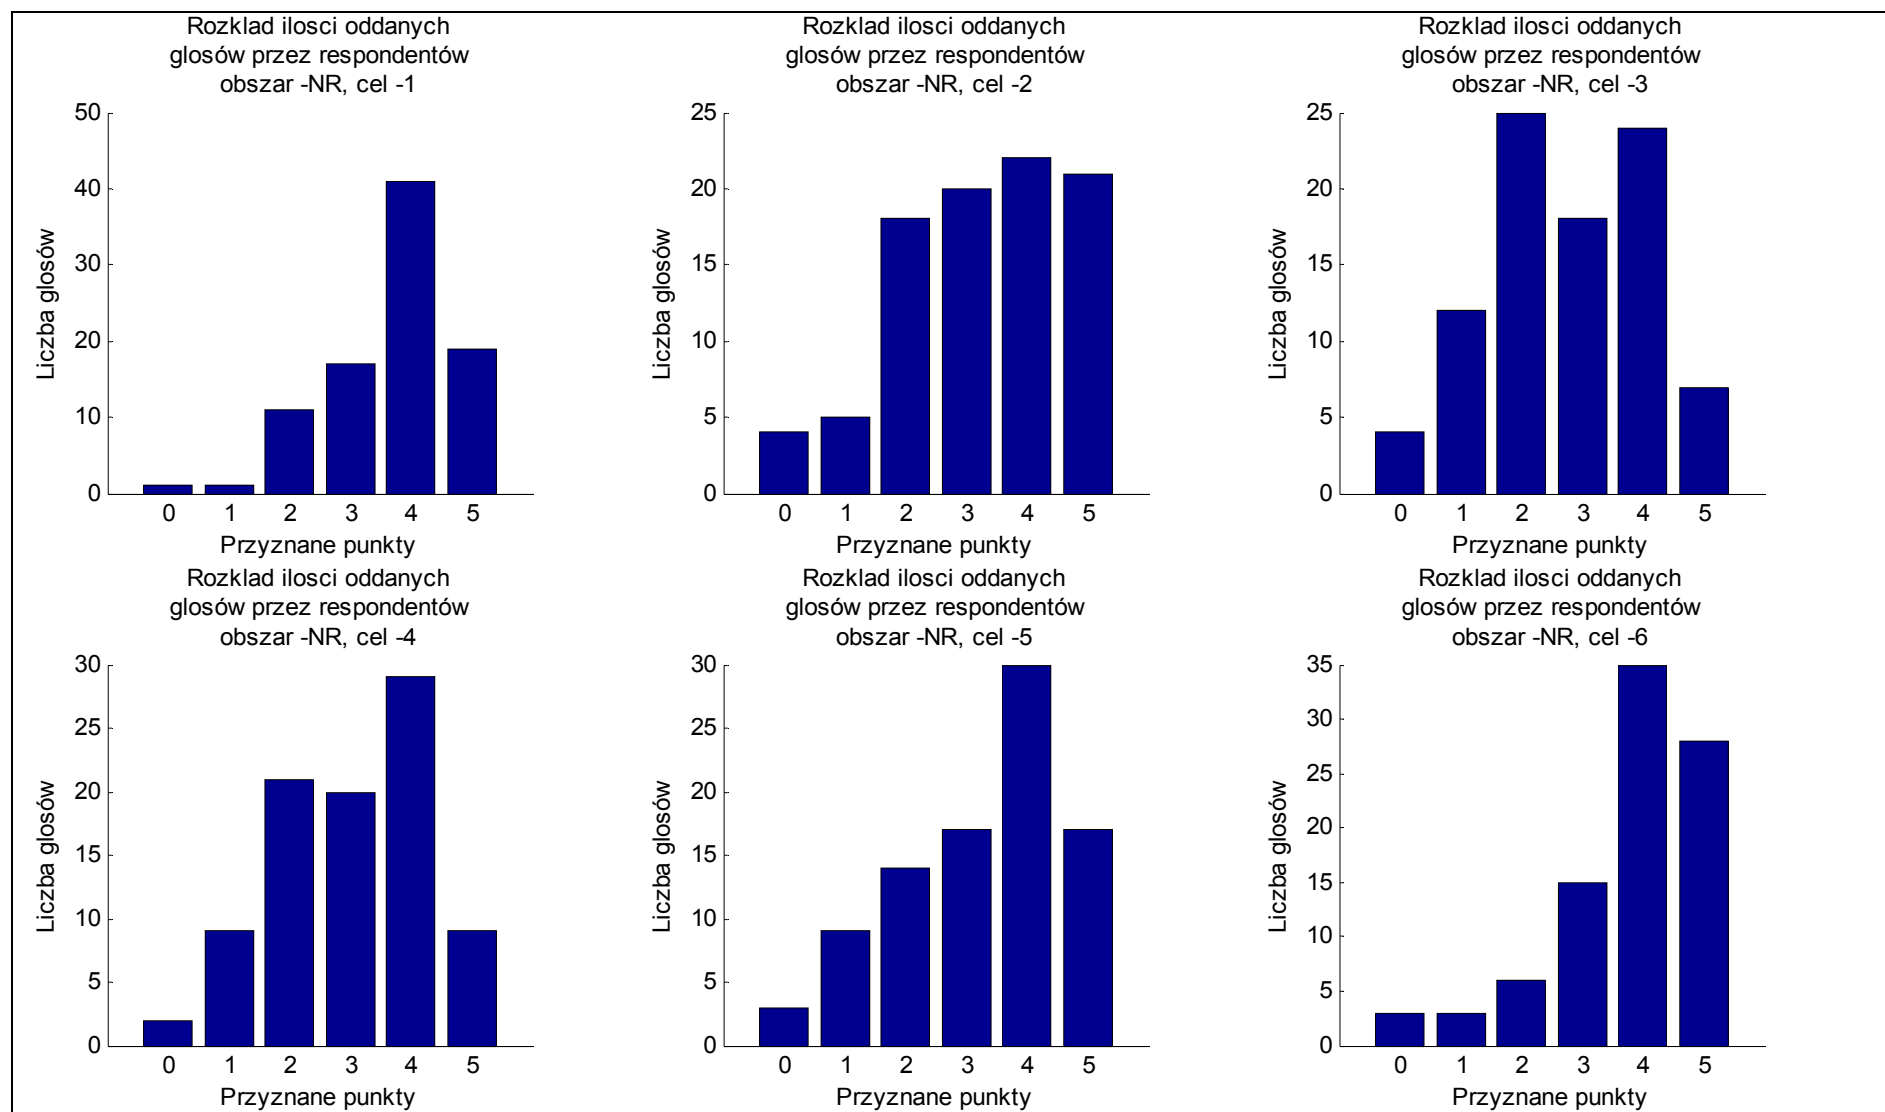 Rozklad ilosci oddanych
glosów przez respondentów
obszar -NR, cel -1
50
40
30
20
10
0
Liczba glosów
0 1 2 3 4 5
Przyznane punkty
Rozklad ilosci oddanych
glosów przez respondentów
obszar -NR, cel -2
25
20
15
10
5
0
Liczba glosów
0 1 2 3 4 5
Przyznane punkty
Rozklad ilosci oddanych
glosów przez respondentów
obszar -NR, cel -3
25
20
15
10
5
0
Liczba glosów
0 1 2 3 4 5
Przyznane punkty
Rozklad ilosci oddanych
glosów przez respondentów
obszar -NR, cel -4
30
25
20
15
10
5
0
Liczba glosów
0 1 2 3 4 5
Przyznane punkty
Rozklad ilosci oddanych
glosów przez respondentów
obszar -NR, cel -5
30
25
20
15
10
5
0
Liczba glosów
0 1 2 3 4 5
Przyznane punkty
Rozklad ilosci oddanych
glosów przez respondentów
obszar -NR, cel -6
35
30
25
20
15
10
5
0
Liczba glosów
0 1 2 3 4 5
Przyznane punkty